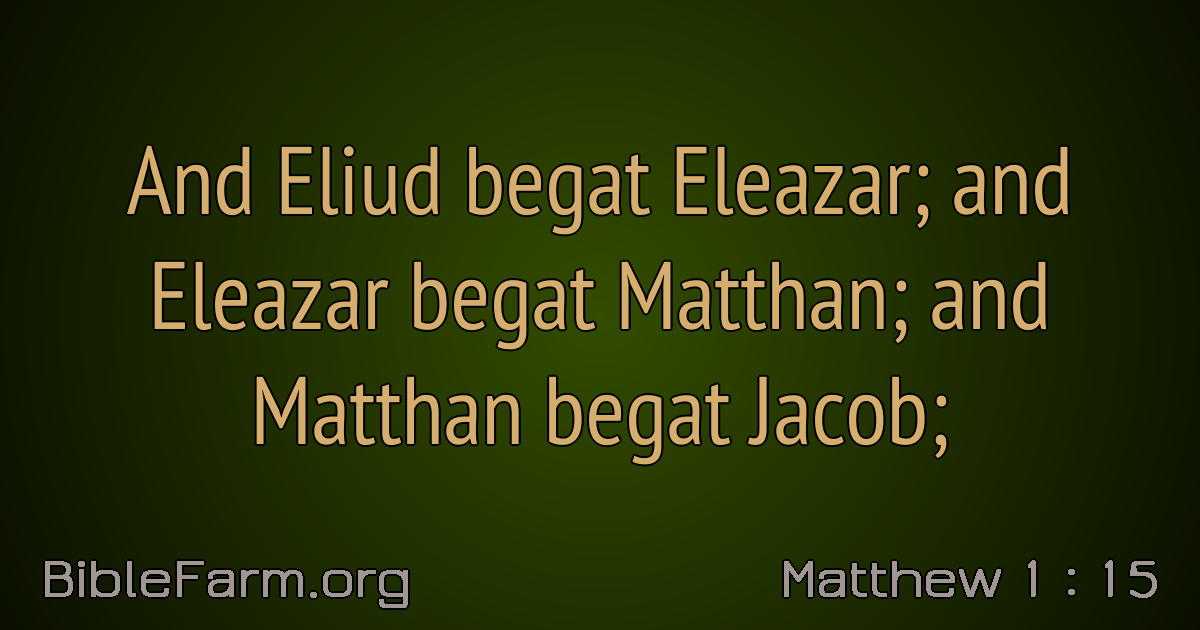 And Eliud begat Eleazar; and
Eleazar begat Matthan; and
Matthan begat Jacob;
BibleFarm.org
Matthew 1 : 15